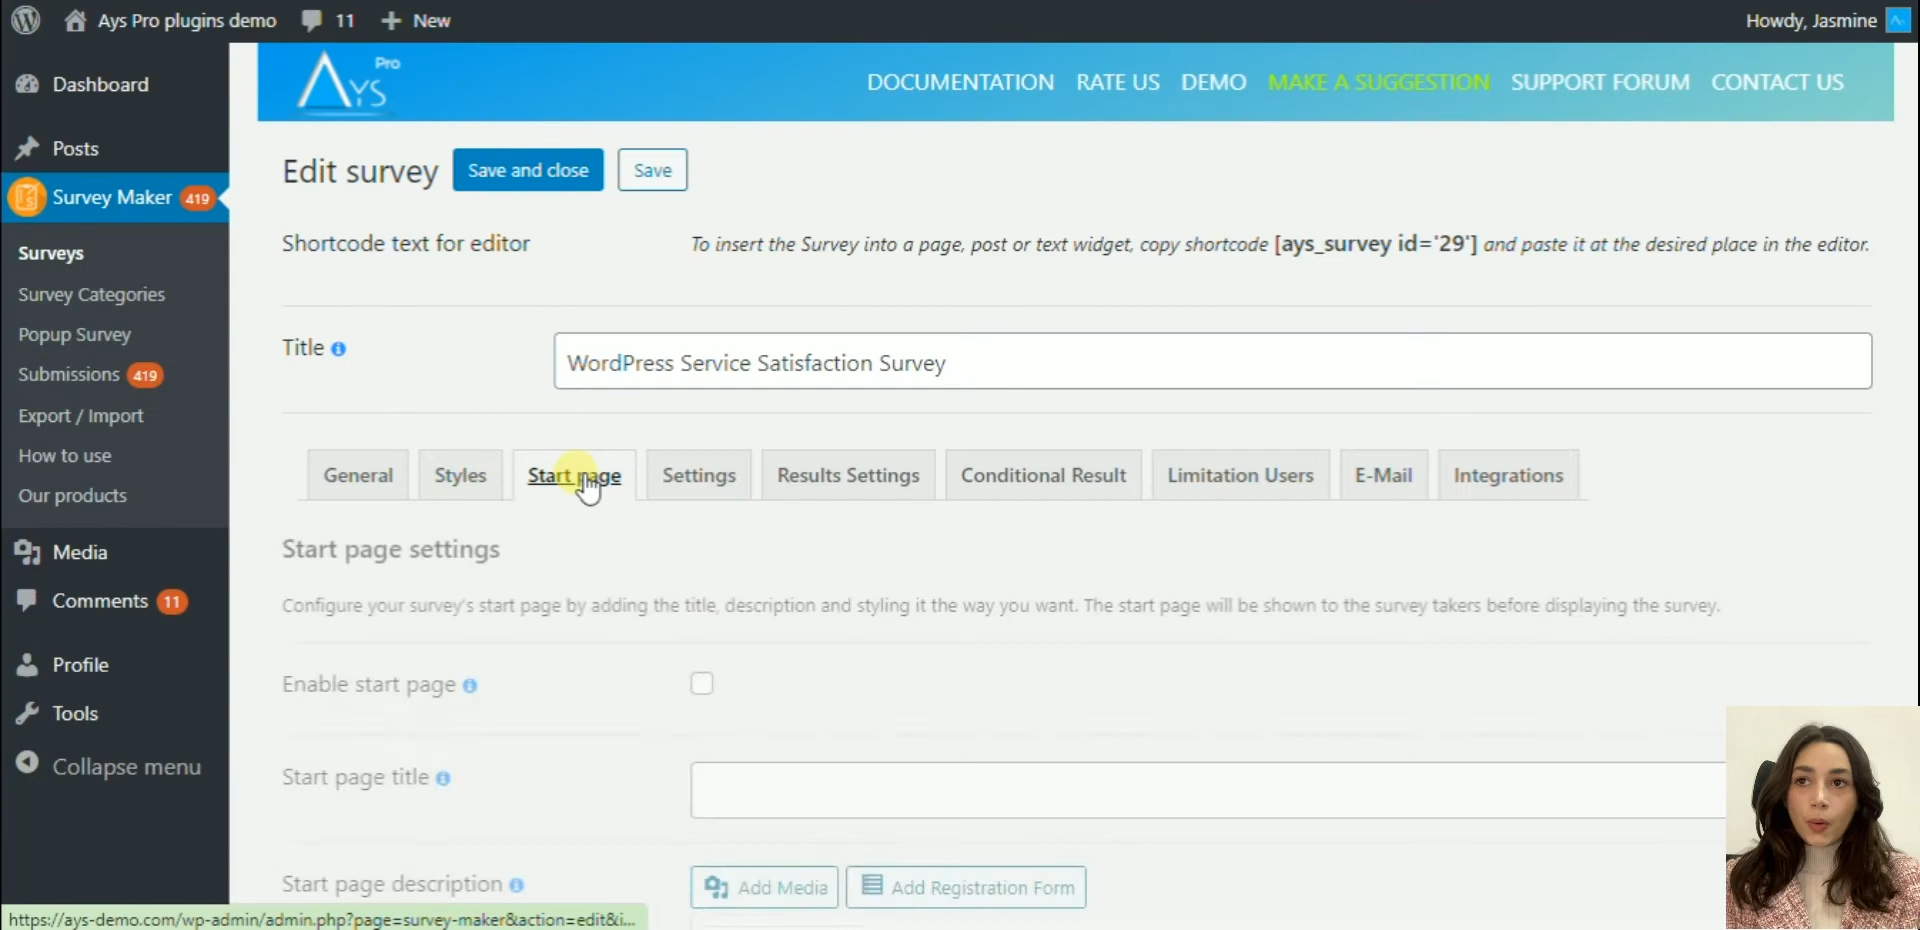 Ays Pro plugins demo 11 New Howdy, Jasmine
AYS Pro
DOCUMENTATION RATE US DEMO MAKE A SUGGESTION SUPPORT FORUM CONTACT US
Dashboard
Posts
Survey Maker 419
Surveys
Survey Categories
Popup Survey
Submissions 419
Export / Import
How to use
Our products
Media
Comments 11
Profile
Tools
Collapse menu
Edit survey Save and close Save
Shortcode text for editor To insert the Survey into a page, post or text widget, copy shortcode [ays_survey id='29'] and paste it at the desired place in the editor.
Title WordPress Service Satisfaction Survey
General Styles Start page Settings Results Settings Conditional Result Limitation Users E-Mail Integrations
Start page settings
Configure your survey's start page by adding the title, description and styling it the way you want. The start page will be shown to the survey takers before displaying the survey.
Enable start page
Start page title
Start page description Add Media Add Registration Form
https://ays-demo.com/wp-admin/admin.php?page=survey-maker&action=edit&i...